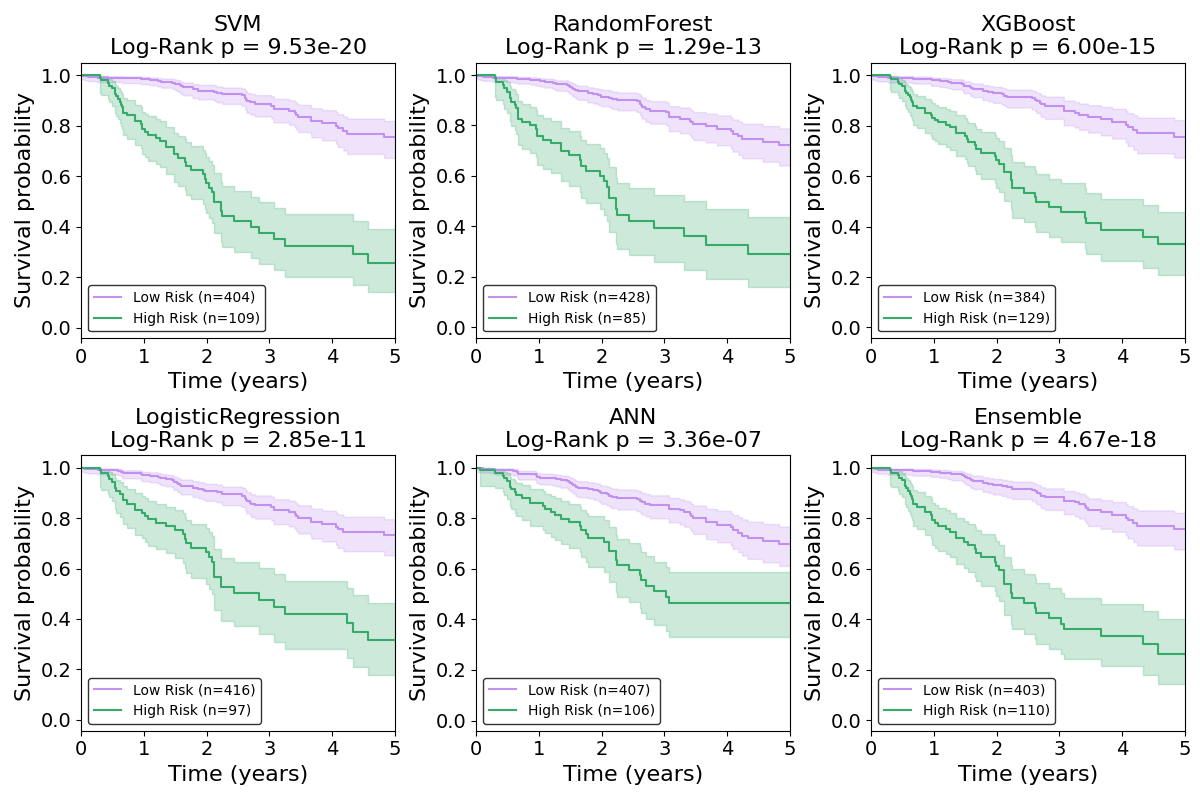 SVM
Log-Rank p = 9.53e-20
Survival probability
1.0
0.8
0.6
0.4
0.2
0.0
Low Risk (n=404)
High Risk (n=109)
0 1 2 3 4 5
Time (years)
RandomForest
Log-Rank p = 1.29e-13
Survival probability
1.0
0.8
0.6
0.4
0.2
0.0
Low Risk (n=428)
High Risk (n=85)
0 1 2 3 4 5
Time (years)
XGBoost
Log-Rank p = 6.00e-15
Survival probability
1.0
0.8
0.6
0.4
0.2
0.0
Low Risk (n=384)
High Risk (n=129)
0 1 2 3 4 5
Time (years)
LogisticRegression
Log-Rank p = 2.85e-11
Survival probability
1.0
0.8
0.6
0.4
0.2
0.0
Low Risk (n=416)
High Risk (n=97)
0 1 2 3 4 5
Time (years)
ANN
Log-Rank p = 3.36e-07
Survival probability
1.0
0.8
0.6
0.4
0.2
0.0
Low Risk (n=407)
High Risk (n=106)
0 1 2 3 4 5
Time (years)
Ensemble
Log-Rank p = 4.67e-18
Survival probability
1.0
0.8
0.6
0.4
0.2
0.0
Low Risk (n=403)
High Risk (n=110)
0 1 2 3 4 5
Time (years)